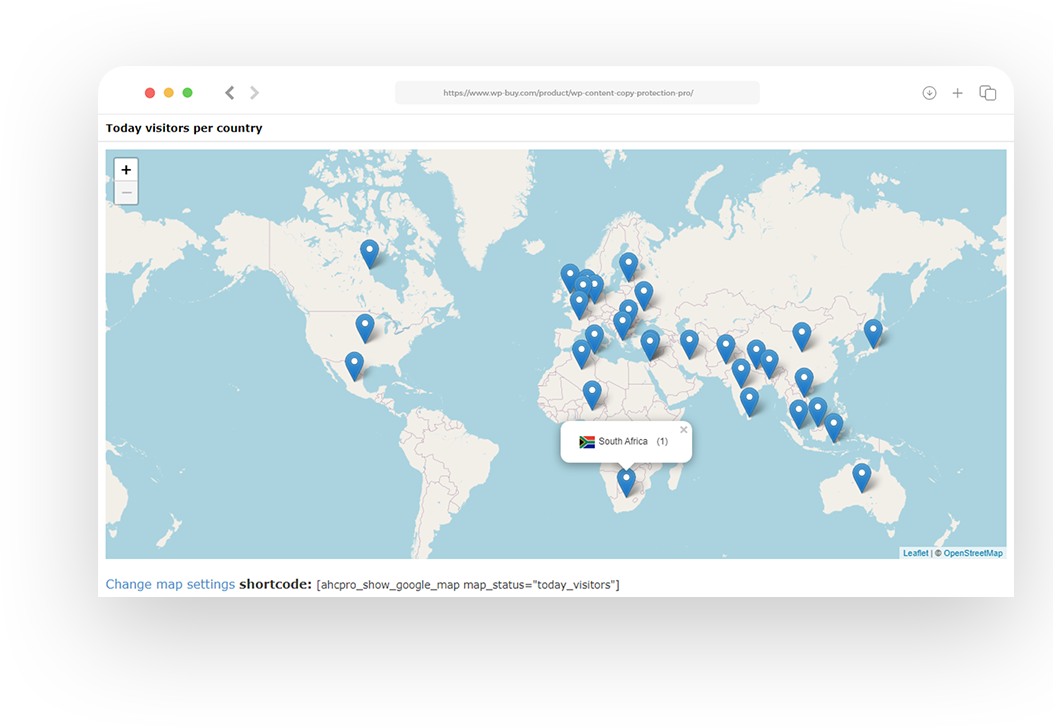 https://www.wp-buy.com/product/wp-content-copy-protection-pro/
Today visitors per country
+
−
South Africa (1)
×
Leaflet | © OpenStreetMap
Change map settings shortcode: [ahcpro_show_google_map map_status="today_visitors"]